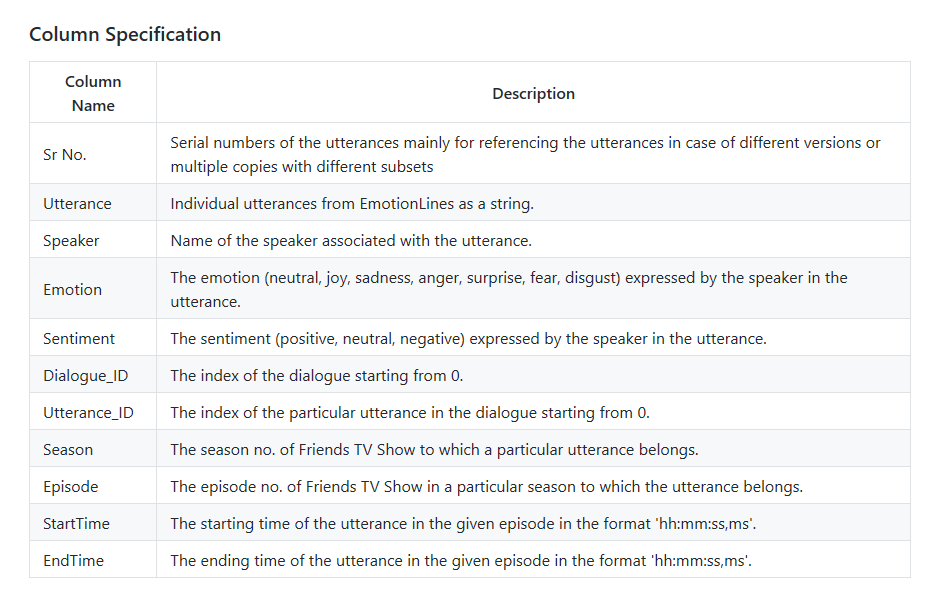 Column Specification
Column
Name
Description
Sr No.
Serial numbers of the utterances mainly for referencing the utterances in case of different versions or
multiple copies with different subsets
Utterance
Individual utterances from EmotionLines as a string.
Speaker
Name of the speaker associated with the utterance.
Emotion
The emotion (neutral, joy, sadness, anger, surprise, fear, disgust) expressed by the speaker in the
utterance.
Sentiment
The sentiment (positive, neutral, negative) expressed by the speaker in the utterance.
Dialogue_ID
The index of the dialogue starting from 0.
Utterance_ID
The index of the particular utterance in the dialogue starting from 0.
Season
The season no. of Friends TV Show to which a particular utterance belongs.
Episode
The episode no. of Friends TV Show in a particular season to which the utterance belongs.
StartTime
The starting time of the utterance in the given episode in the format 'hh:mm:ss,ms'.
EndTime
The ending time of the utterance in the given episode in the format 'hh:mm:ss,ms'.